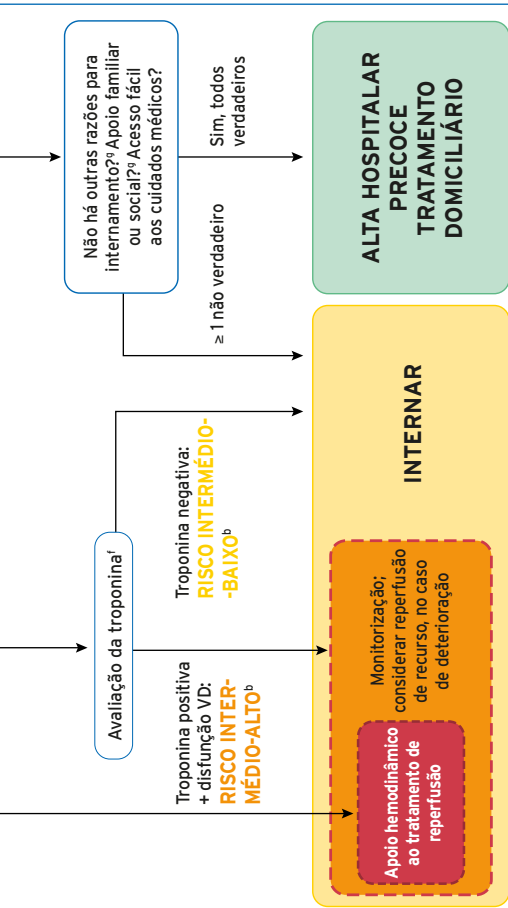 Avaliação da troponinaᶠ
Não há outras razões para
internamento?ᵍ Apoio familiar
ou social?ᵍ Acesso fácil
aos cuidados médicos?
Troponina positiva
+ disfunção VD:
RISCO INTER-
MÉDIO-ALTOᵇ
Troponina negativa:
RISCO INTERMÉDIO-
-BAIXOᵇ
≥ 1 não verdadeiro
Sim, todos
verdadeiros
Apoio hemodinâmico
ao tratamento de
reperfusão
Monitorização;
considerar reperfusão
de recurso, no caso
de deterioração
INTERNAR
ALTA HOSPITALAR
PRECOCE
TRATAMENTO
DOMICILIÁRIO